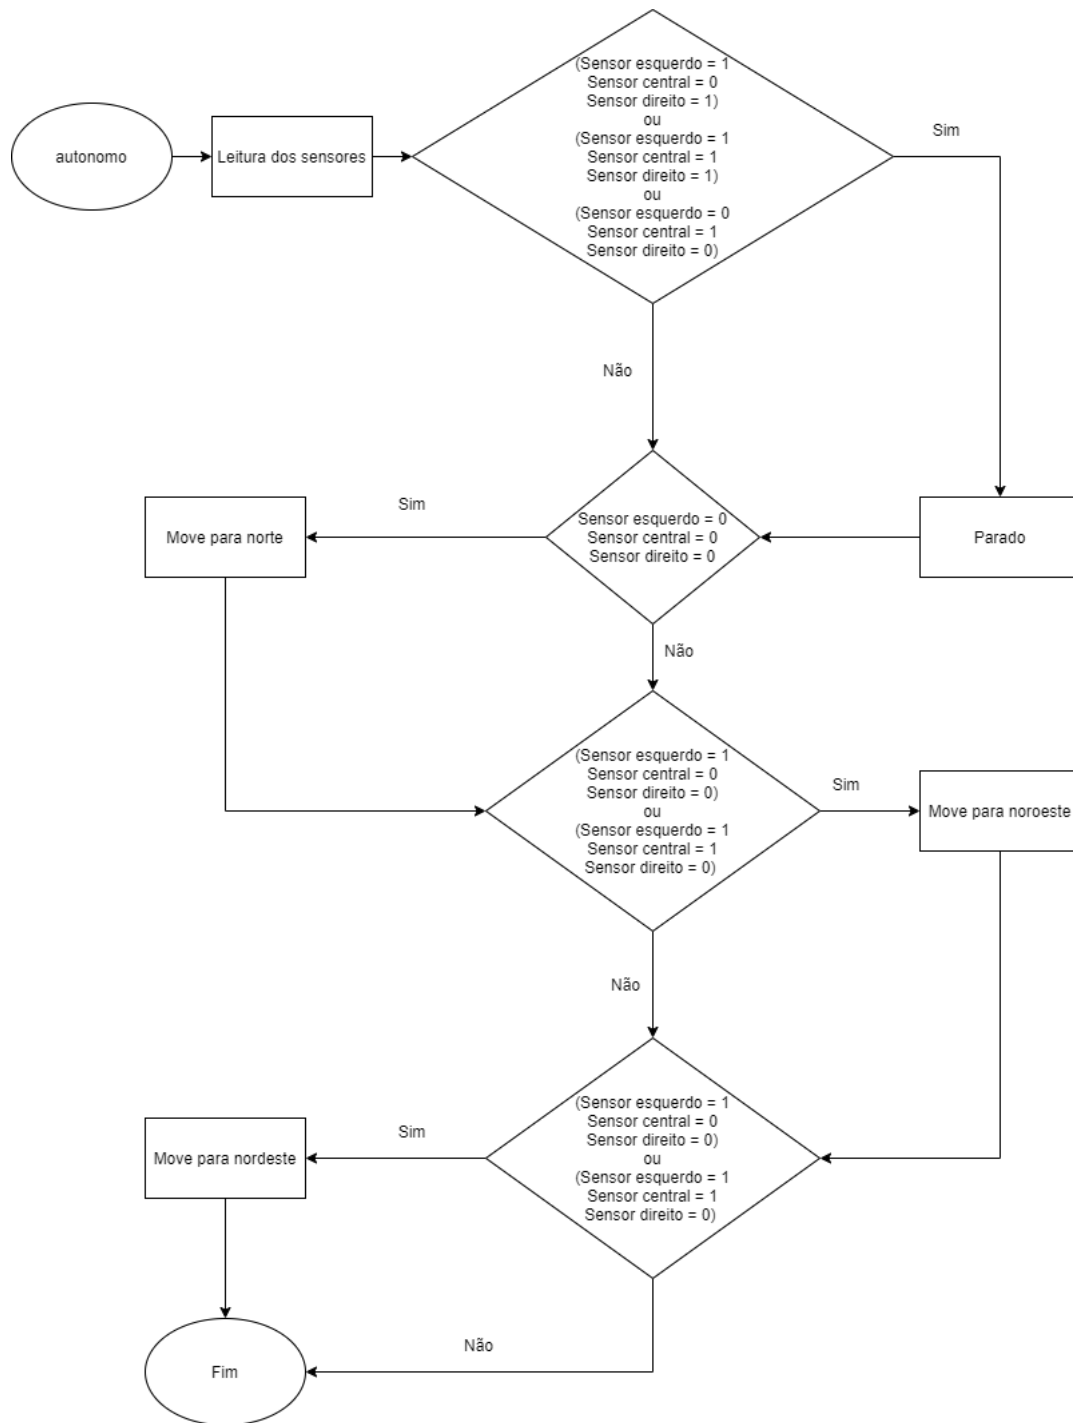 autonomo
Leitura dos sensores
(Sensor esquerdo = 1
Sensor central = 0
Sensor direito = 1)
ou
(Sensor esquerdo = 1
Sensor central = 1
Sensor direito = 1)
ou
(Sensor esquerdo = 0
Sensor central = 1
Sensor direito = 0)
Sim
Não
Sensor esquerdo = 0
Sensor central = 0
Sensor direito = 0
Sim
Move para norte
Parado
Não
(Sensor esquerdo = 1
Sensor central = 0
Sensor direito = 0)
ou
(Sensor esquerdo = 1
Sensor central = 1
Sensor direito = 0)
Sim
Move para noroeste
Não
(Sensor esquerdo = 1
Sensor central = 0
Sensor direito = 0)
ou
(Sensor esquerdo = 1
Sensor central = 1
Sensor direito = 0)
Sim
Move para nordeste
Não
Fim